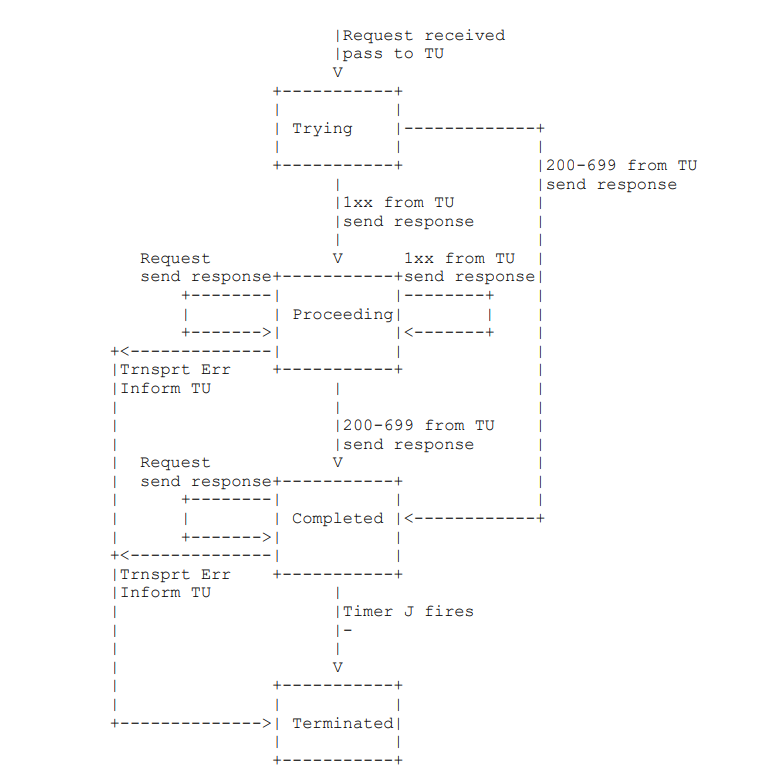 |Request received
|pass to TU
V
+-----------+
| |
| Trying |-------------+
| | |
+-----------+ |200-699 from TU
| |send response
|1xx from TU |
|send response |
| |
Request V 1xx from TU |
send response+-----------+send response|
+--------| |--------+ |
| | Proceeding| | |
+------->| |<-------+ |
+<--------------| | |
|Trnsprt Err +-----------+ |
|Inform TU | |
| | |
| |200-699 from TU |
| |send response |
| Request V |
| send response+-----------+ |
| +--------| | |
| | | Completed |<------------+
| +------->| |
+<--------------| |
|Trnsprt Err +-----------+
|Inform TU |
| |Timer J fires
| |-
| |
| V
| +-----------+
| | |
+-------------->| Terminated|
| |
+-----------+